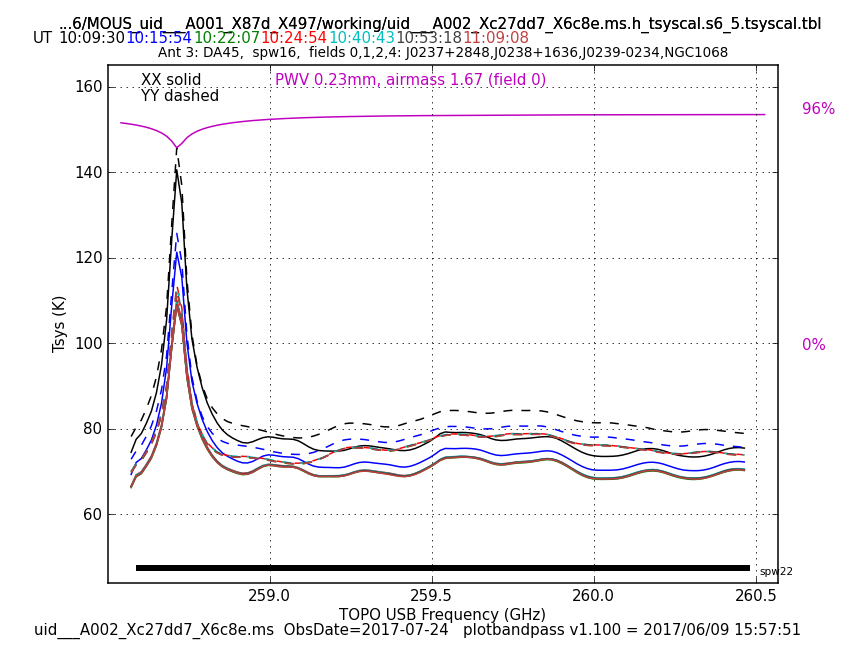 ...6/MOUS_uid___A001_X87d_X497/working/uid___A002_Xc27dd7_X6c8e.ms.h_tsyscal.s6_5.tsyscal.tbl
UT 10:09:30 10:15:54 10:22:07 10:24:54 10:40:43 10:53:18 11:09:08
Ant 3: DA45, spw16, fields 0,1,2,4: J0237+2848,J0238+1636,J0239-0234,NGC1068
XX solid
YY dashed
PWV 0.23mm, airmass 1.67 (field 0)
160
140
120
100
80
60
Tsys (K)
96%
0%
spw22
259.0 259.5 260.0 260.5
TOPO USB Frequency (GHz)
uid___A002_Xc27dd7_X6c8e.ms ObsDate=2017-07-24 plotbandpass v1.100 = 2017/06/09 15:57:51